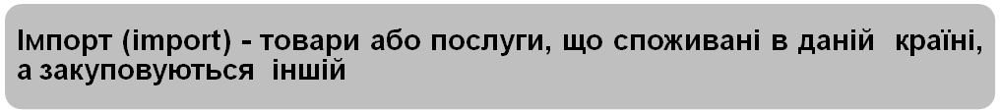 Імпорт (import) - товари або послуги, що споживані в даній країні,
а закуповуються іншій